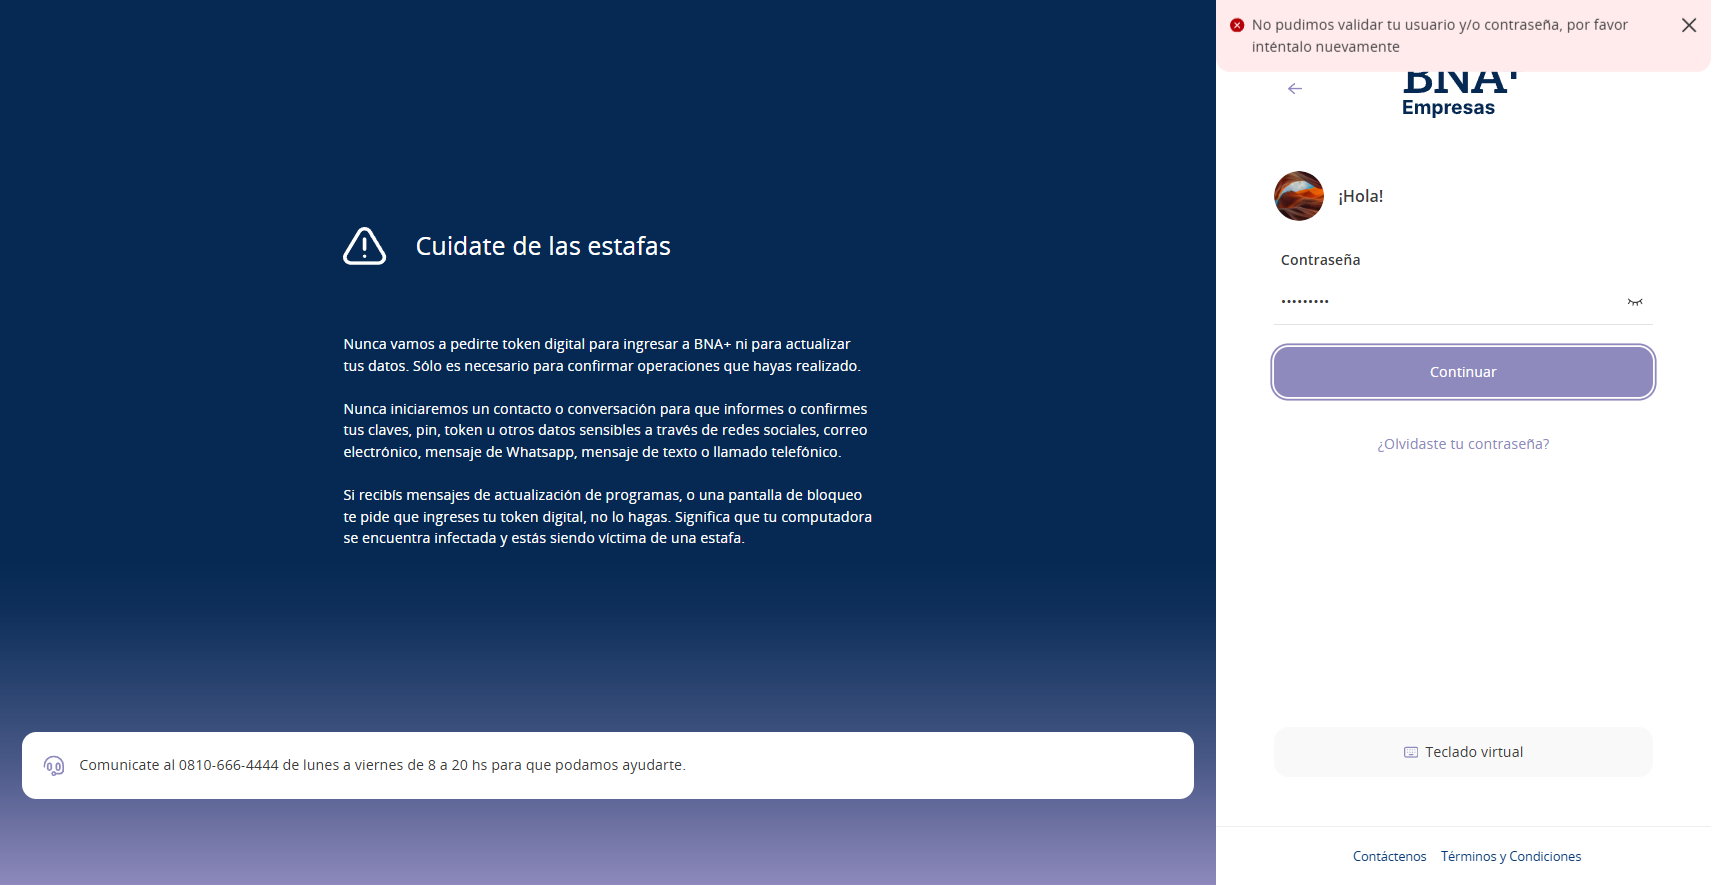 Cuidate de las estafas
Nunca vamos a pedirte token digital para ingresar a BNA+ ni para actualizar
tus datos. Sólo es necesario para confirmar operaciones que hayas realizado.
Nunca iniciaremos un contacto o conversación para que informes o confirmes
tus claves, pin, token u otros datos sensibles a través de redes sociales, correo
electrónico, mensaje de Whatsapp, mensaje de texto o llamado telefónico.
Si recibís mensajes de actualización de programas, o una pantalla de bloqueo
te pide que ingreses tu token digital, no lo hagas. Significa que tu computadora
se encuentra infectada y estás siendo víctima de una estafa.
Comunicate al 0810-666-4444 de lunes a viernes de 8 a 20 hs para que podamos ayudarte.
No pudimos validar tu usuario y/o contraseña, por favor
inténtalo nuevamente
BNA+
Empresas
¡Hola!
Contraseña
•••••••••
Continuar
¿Olvidaste tu contraseña?
Teclado virtual
Contáctenos Términos y Condiciones